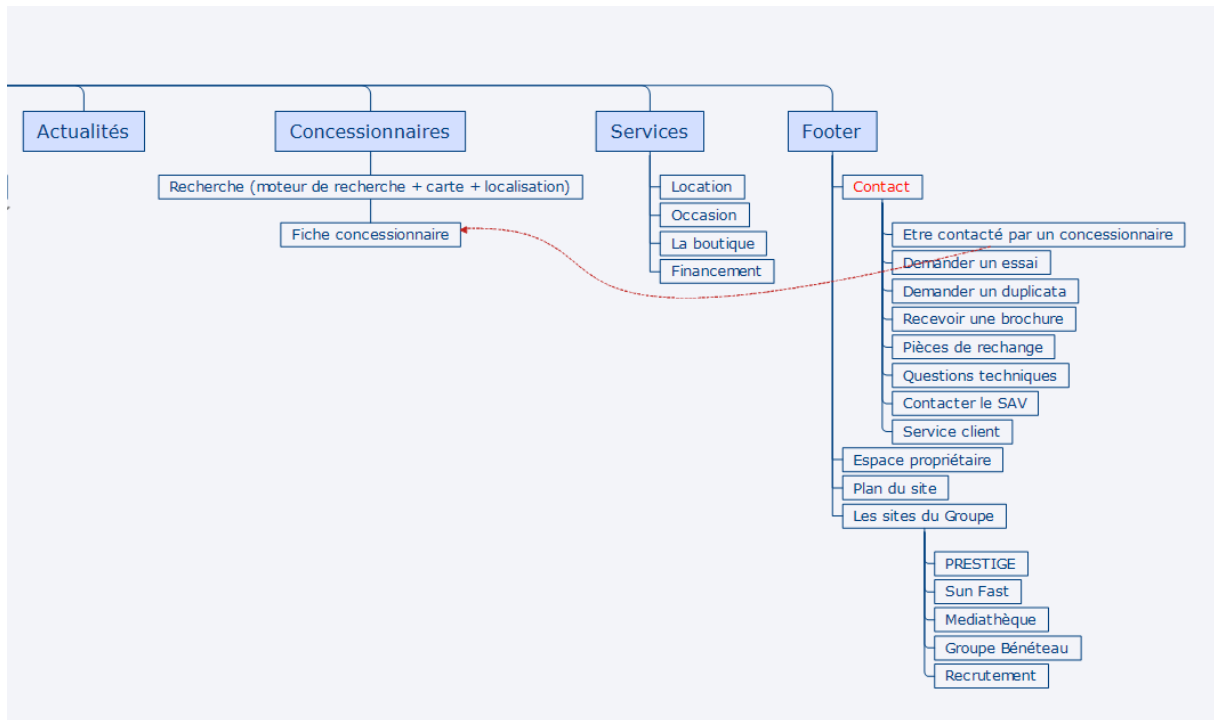 Actualités
Concessionnaires
Recherche (moteur de recherche + carte + localisation)
Fiche concessionnaire
Services
Location
Occasion
La boutique
Financement
Footer
Contact
Etre contacté par un concessionnaire
Demander un essai
Demander un duplicata
Recevoir une brochure
Pièces de rechange
Questions techniques
Contacter le SAV
Service client
Espace propriétaire
Plan du site
Les sites du Groupe
PRESTIGE
Sun Fast
Mediathèque
Groupe Bénéteau
Recrutement